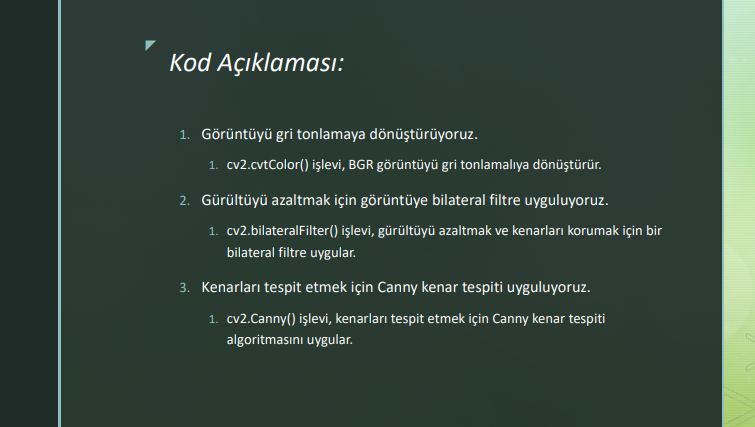 Kod Açıklaması:
1. Görüntüyü gri tonlamaya dönüştürüyoruz.
1. cv2.cvtColor() işlevi, BGR görüntüyü gri tonlamalıya dönüştürür.
2. Gürültüyü azaltmak için görüntüye bilateral filtre uyguluyoruz.
1. cv2.bilateralFilter() işlevi, gürültüyü azaltmak ve kenarları korumak için bir
bilateral filtre uygular.
3. Kenarları tespit etmek için Canny kenar tespiti uyguluyoruz.
1. cv2.Canny() işlevi, kenarları tespit etmek için Canny kenar tespiti
algoritmasını uygular.